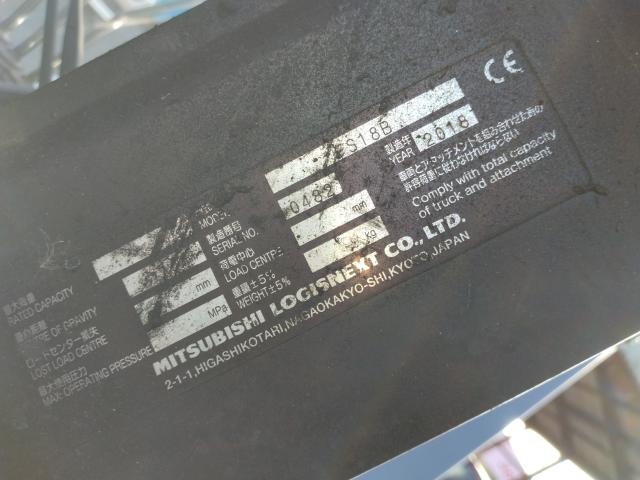 CE
MODEL S18B
製造番号
SERIAL NO. 0482
製造年
YEAR 2018
荷重中心
LOAD CENTRE mm
重量±5%
WEIGHT±5% kg
最大荷重
RATED CAPACITY
CENTRE OF GRAVITY mm
ロードセンター損失
LOST LOAD CENTRE
最大使用圧力
MAX. OPERATING PRESSURE MPa
車両とアタッチメントを組み合わせた時の
許容荷重に従わなければならない
Comply with total capacity
of truck and attachment
MITSUBISHI LOGISNEXT CO., LTD.
2-1-1, HIGASHIKOTARI, NAGAOKAKYO-SHI, KYOTO JAPAN